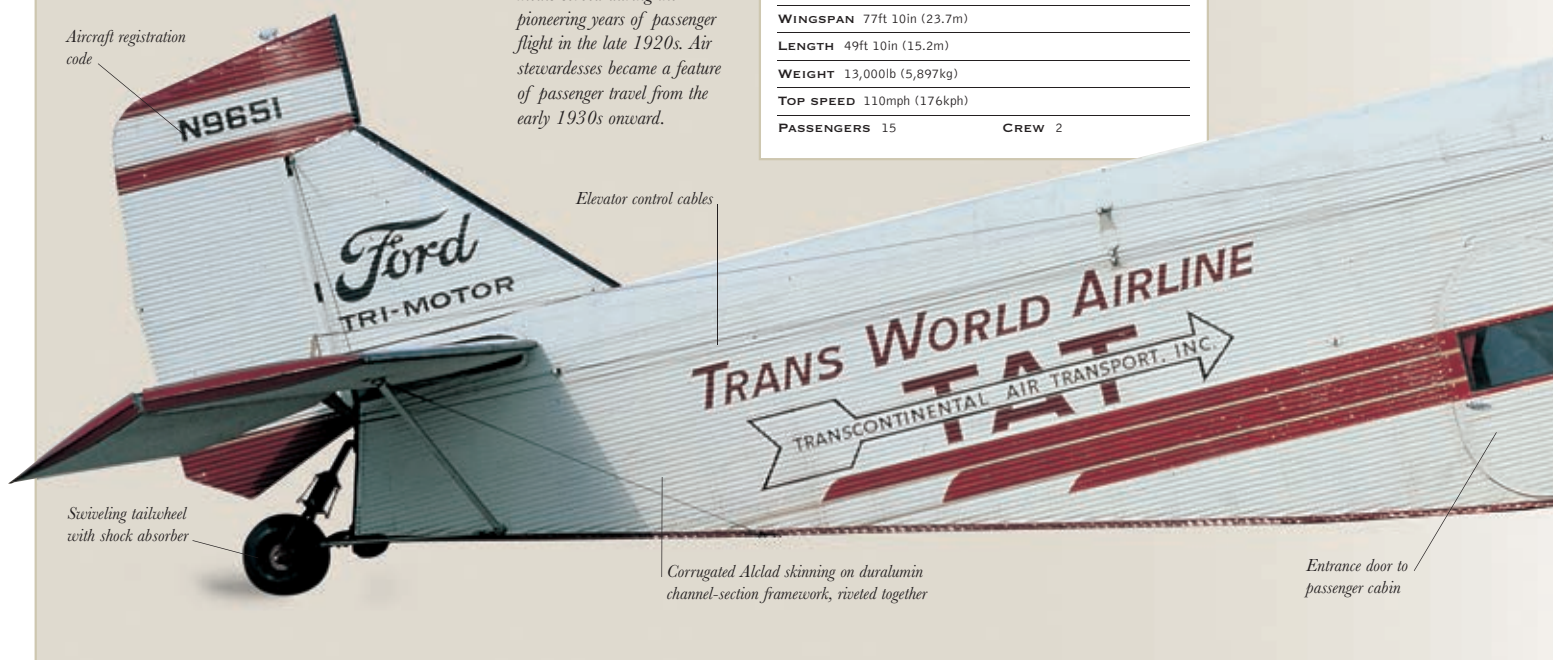 Aircraft registration
code
pioneering years of passenger
flight in the late 1920s. Air
stewardesses became a feature
of passenger travel from the
early 1930s onward.
WINGSPAN 77ft 10in (23.7m)
LENGTH 49ft 10in (15.2m)
WEIGHT 13,000lb (5,897kg)
TOP SPEED 110mph (176kph)
PASSENGERS 15 CREW 2
N9651
Elevator control cables
Ford
TRI-MOTOR
TRANS WORLD AIRLINE
TAT
TRANSCONTINENTAL AIR TRANSPORT, INC.
Swiveling tailwheel
with shock absorber
Corrugated Alclad skinning on duralumin
channel-section framework, riveted together
Entrance door to
passenger cabin